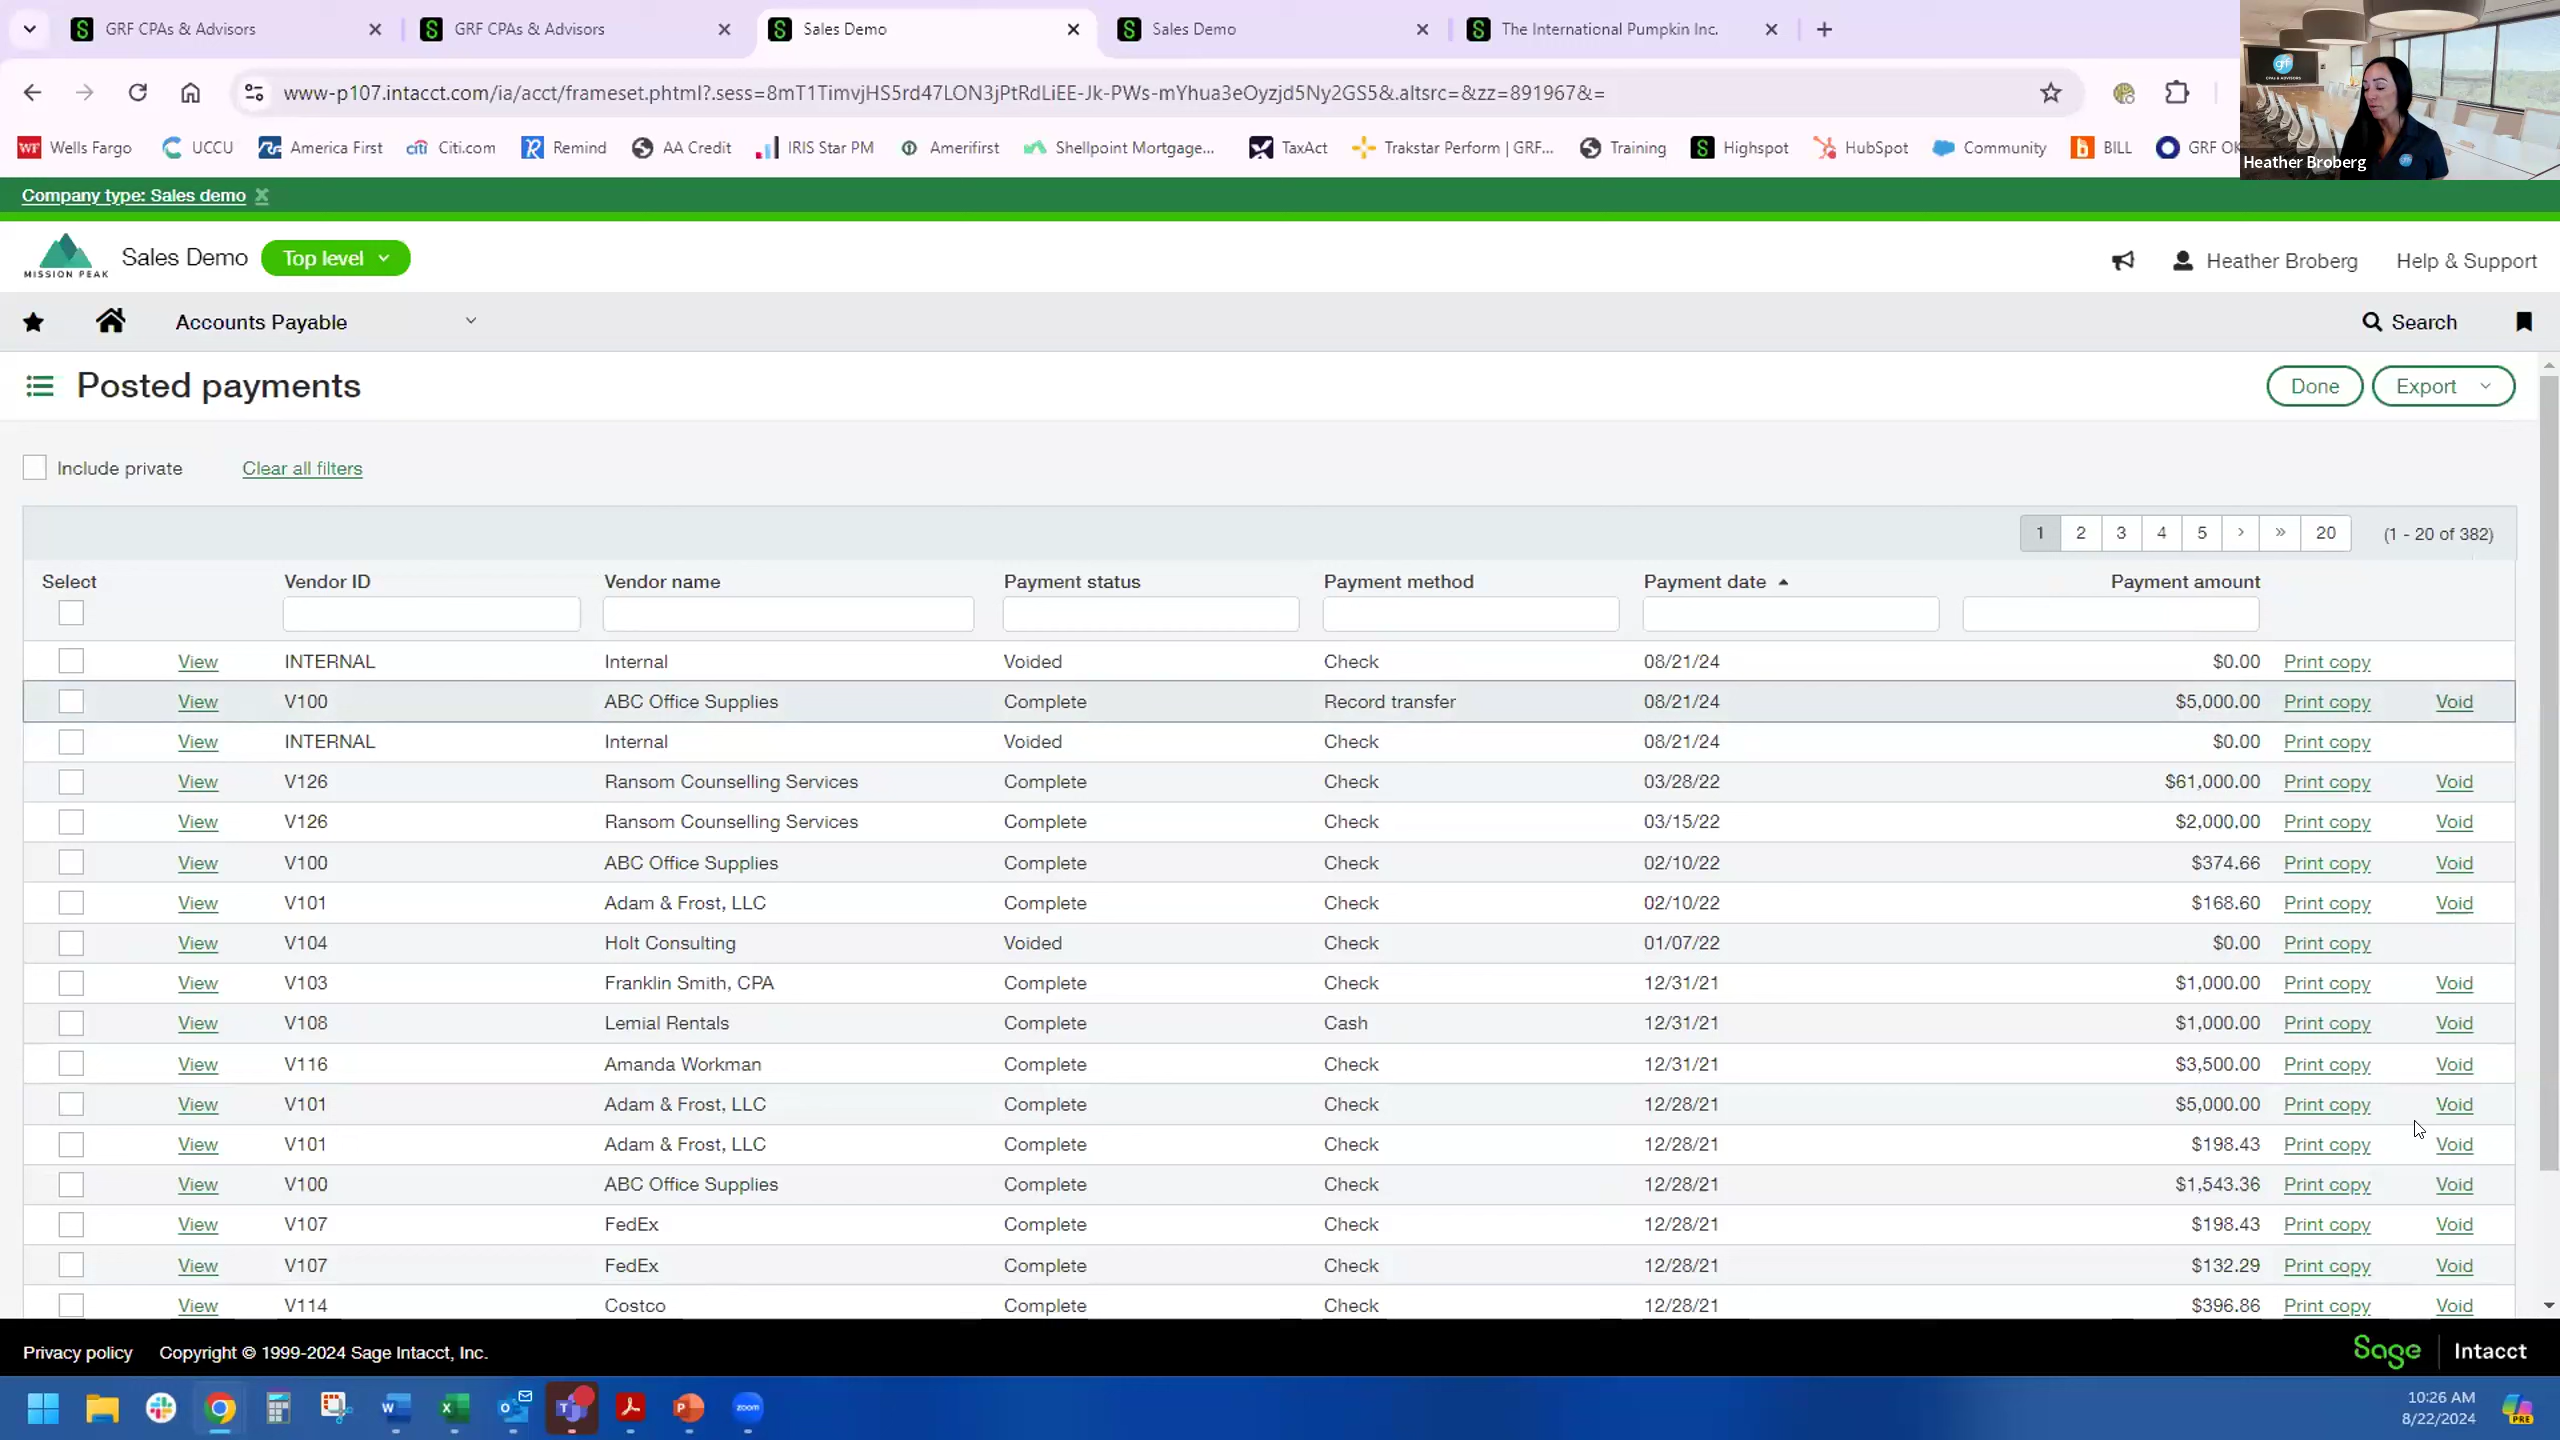 GRF CPAs & Advisors
GRF CPAs & Advisors
Sales Demo
Sales Demo
The International Pumpkin Inc.
www-p107.intacct.com/ia/acct/frameset.phtml?.sess=8mT1TimvjHS5rd47LON3jPtRdLiEE-Jk-PWs-mYhua3eOyzjd5Ny2GS5&.altsrc=&zz=891967&=
WF Wells Fargo
UCCU
America First
citi Citi.com
Remind
AA Credit
IRIS Star PM
Amerifirst
Shellpoint Mortgage...
TaxAct
Trakstar Perform | GRF...
Training
Highspot
HubSpot
Community
BILL
GRF OK
grf
CPAs & ADVISORS
Heather Broberg
Company type: Sales demo
MISSION PEAK
Sales Demo
Top level
Heather Broberg
Help & Support
Accounts Payable
Search
Posted payments
Done
Export
Include private
Clear all filters
1 2 3 4 5 › » 20 (1 - 20 of 382)
Select Vendor ID Vendor name Payment status Payment method Payment date Payment amount
View INTERNAL Internal Voided Check 08/21/24 $0.00 Print copy
View V100 ABC Office Supplies Complete Record transfer 08/21/24 $5,000.00 Print copy Void
View INTERNAL Internal Voided Check 08/21/24 $0.00 Print copy
View V126 Ransom Counselling Services Complete Check 03/28/22 $61,000.00 Print copy Void
View V126 Ransom Counselling Services Complete Check 03/15/22 $2,000.00 Print copy Void
View V100 ABC Office Supplies Complete Check 02/10/22 $374.66 Print copy Void
View V101 Adam & Frost, LLC Complete Check 02/10/22 $168.60 Print copy Void
View V104 Holt Consulting Voided Check 01/07/22 $0.00 Print copy
View V103 Franklin Smith, CPA Complete Check 12/31/21 $1,000.00 Print copy Void
View V108 Lemial Rentals Complete Cash 12/31/21 $1,000.00 Print copy Void
View V116 Amanda Workman Complete Check 12/31/21 $3,500.00 Print copy Void
View V101 Adam & Frost, LLC Complete Check 12/28/21 $5,000.00 Print copy Void
View V101 Adam & Frost, LLC Complete Check 12/28/21 $198.43 Print copy Void
View V100 ABC Office Supplies Complete Check 12/28/21 $1,543.36 Print copy Void
View V107 FedEx Complete Check 12/28/21 $198.43 Print copy Void
View V107 FedEx Complete Check 12/28/21 $132.29 Print copy Void
View V114 Costco Complete Check 12/28/21 $396.86 Print copy Void
Privacy policy Copyright © 1999-2024 Sage Intacct, Inc.
Sage Intacct
zoom
10:26 AM
8/22/2024
PRE